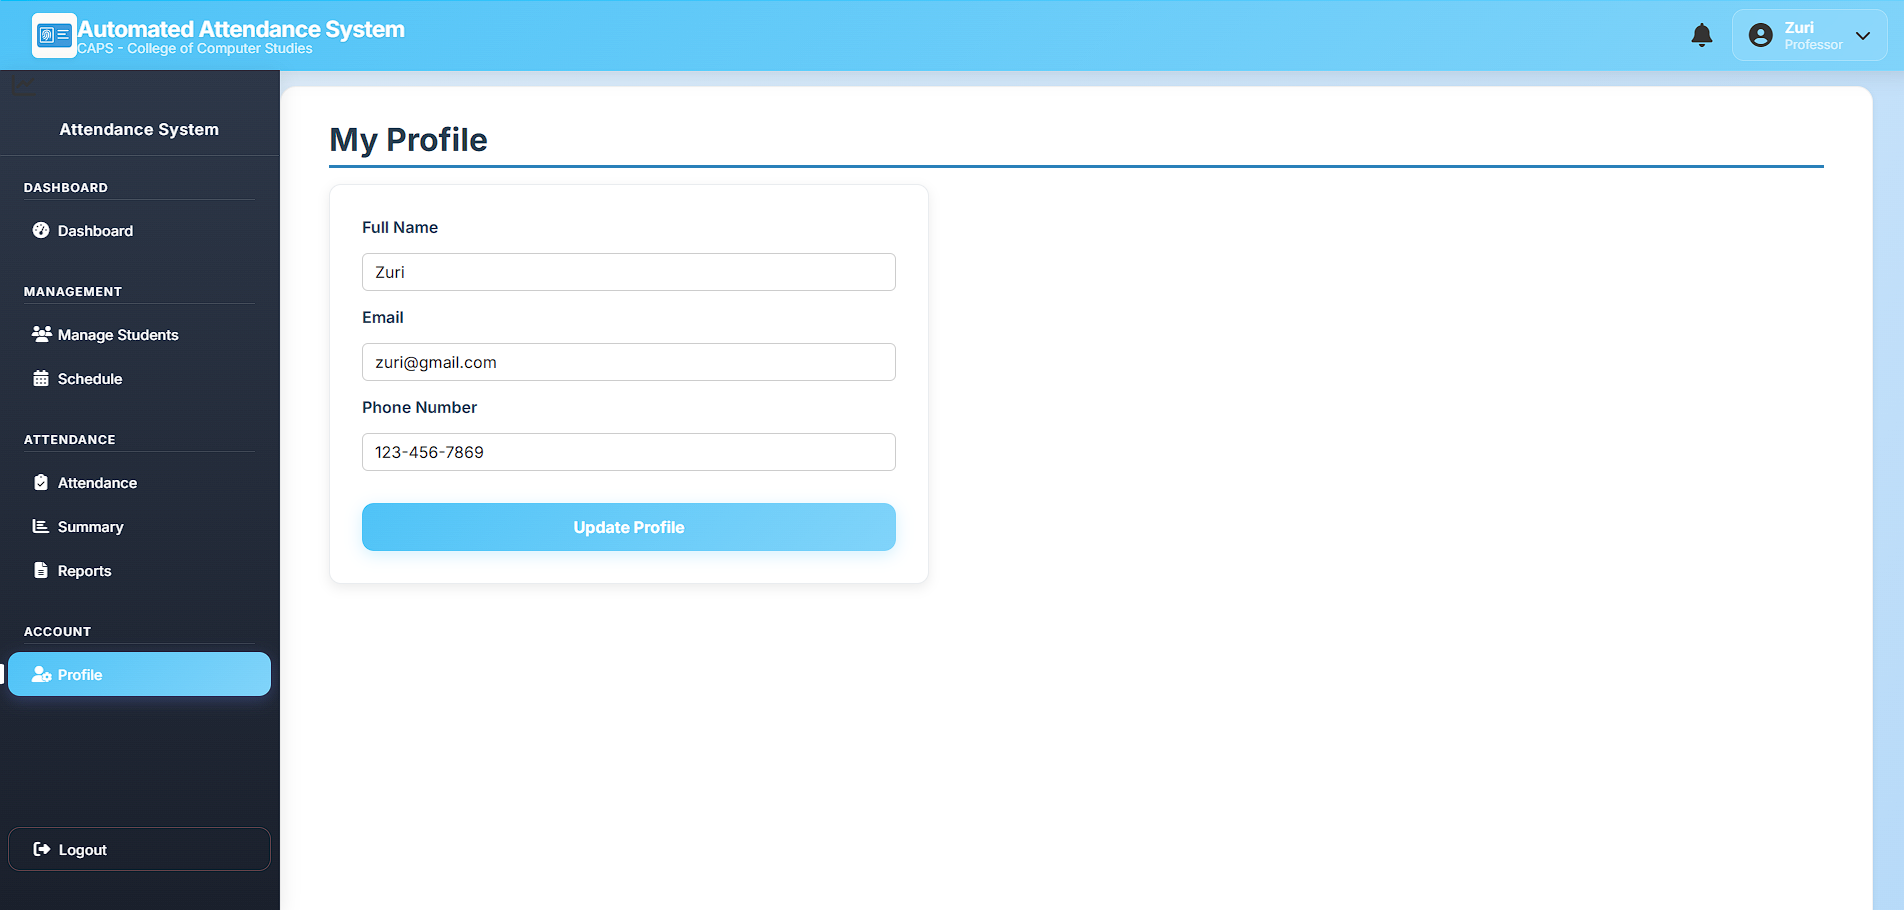 Automated Attendance System
CAPS - College of Computer Studies
Zuri
Professor
Attendance System
DASHBOARD
Dashboard
MANAGEMENT
Manage Students
Schedule
ATTENDANCE
Attendance
Summary
Reports
ACCOUNT
Profile
Logout
My Profile
Full Name
Zuri
Email
zuri@gmail.com
Phone Number
123-456-7869
Update Profile